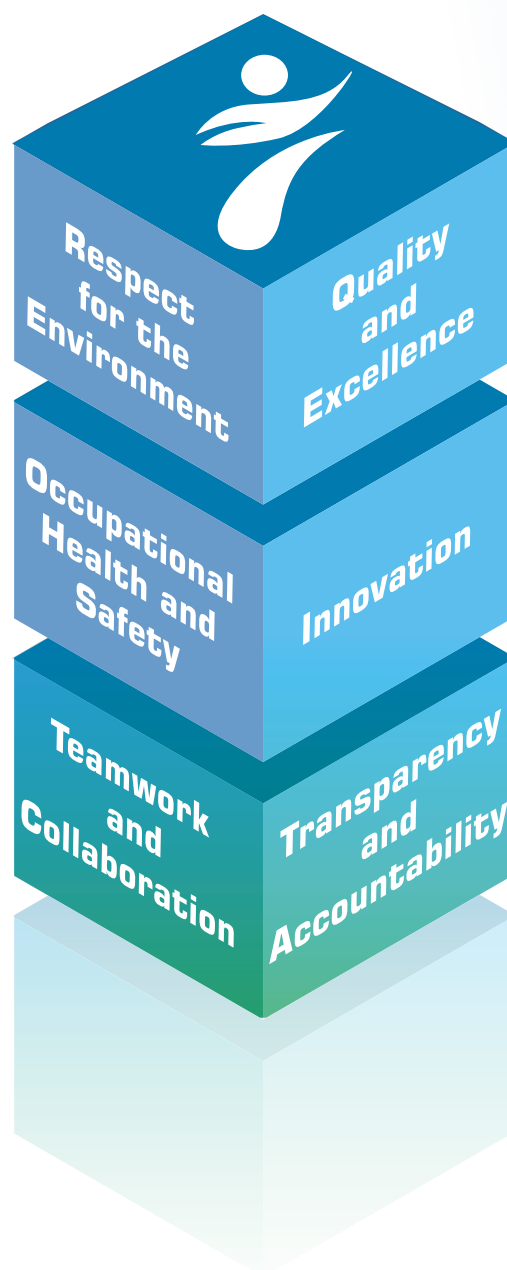 Respect
for the
Environment
Quality
and
Excellence
Occupational
Health and
Safety
Innovation
Teamwork
and
Collaboration
Transparency
and
Accountability